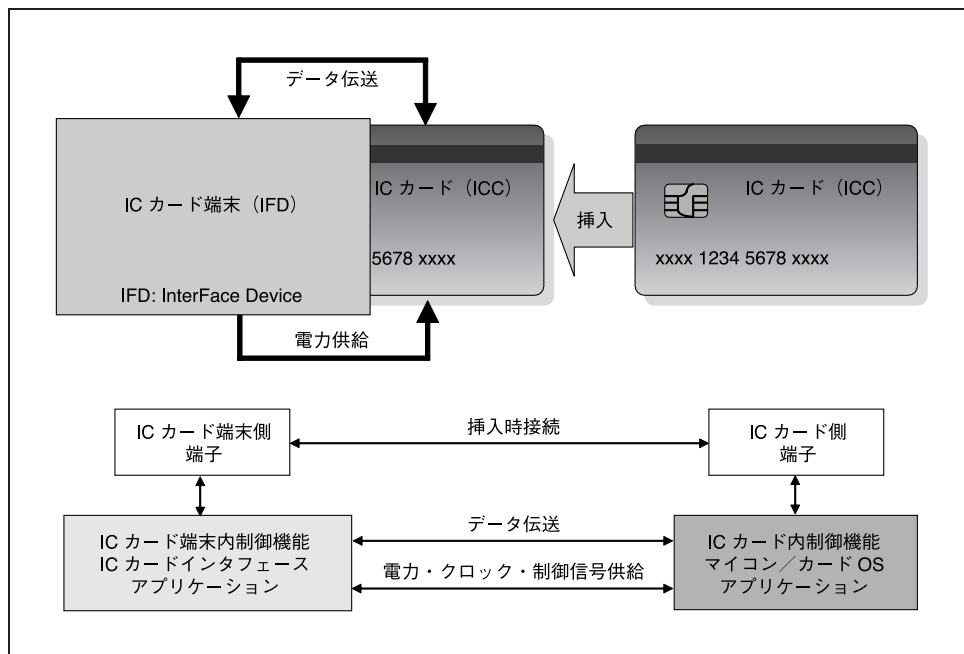 データ伝送
IC カード端末（IFD）
IC カード（ICC）
IC カード（ICC）
挿入
5678 xxxx
xxxx 1234 5678 xxxx
IFD: InterFace Device
電力供給
IC カード端末側
端子
挿入時接続
IC カード側
端子
IC カード端末内制御機能
IC カードインタフェース
アプリケーション
データ伝送
電力・クロック・制御信号供給
IC カード内制御機能
マイコン／カード OS
アプリケーション